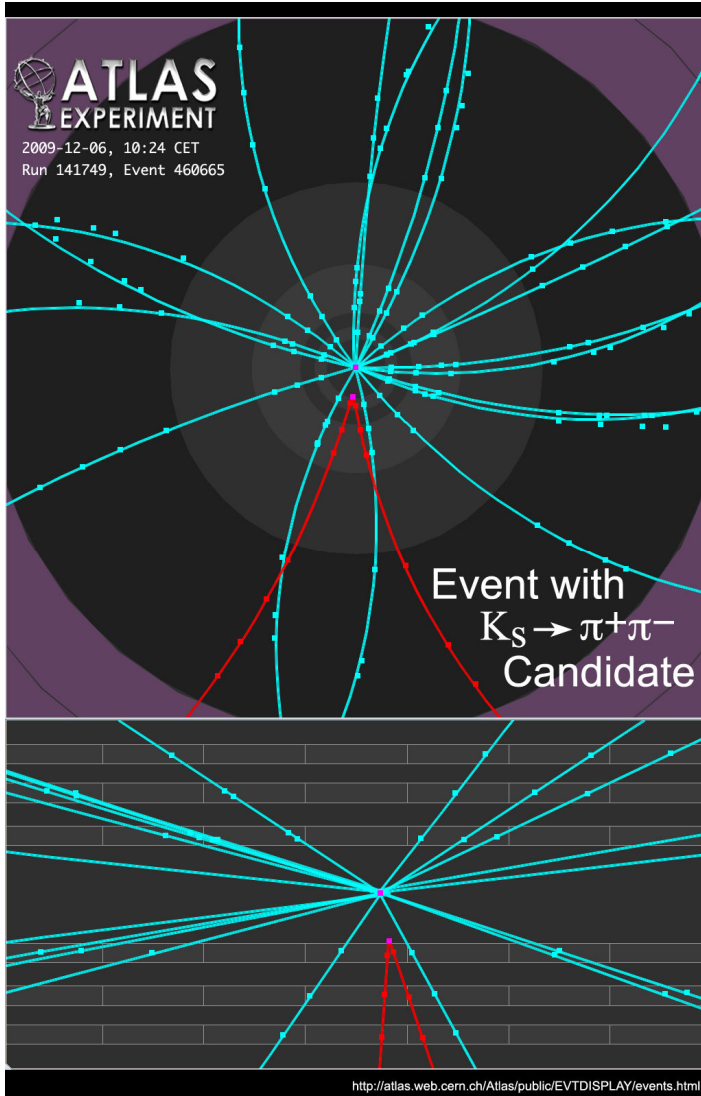 ATLAS
EXPERIMENT
2009-12-06, 10:24 CET
Run 141749, Event 460665
Event with
K_S → π⁺π⁻
Candidate
http://atlas.web.cern.ch/Atlas/public/EVTDISPLAY/events.html